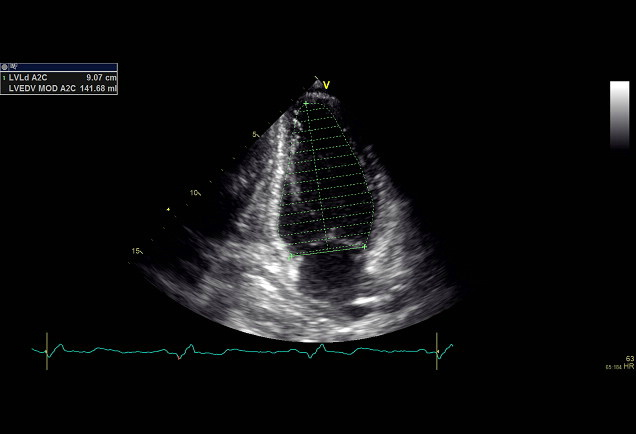 1 LVLd A2C 9.07 cm
LVEDV MOD A2C 141.68 ml
V
5
10
15
63
HR